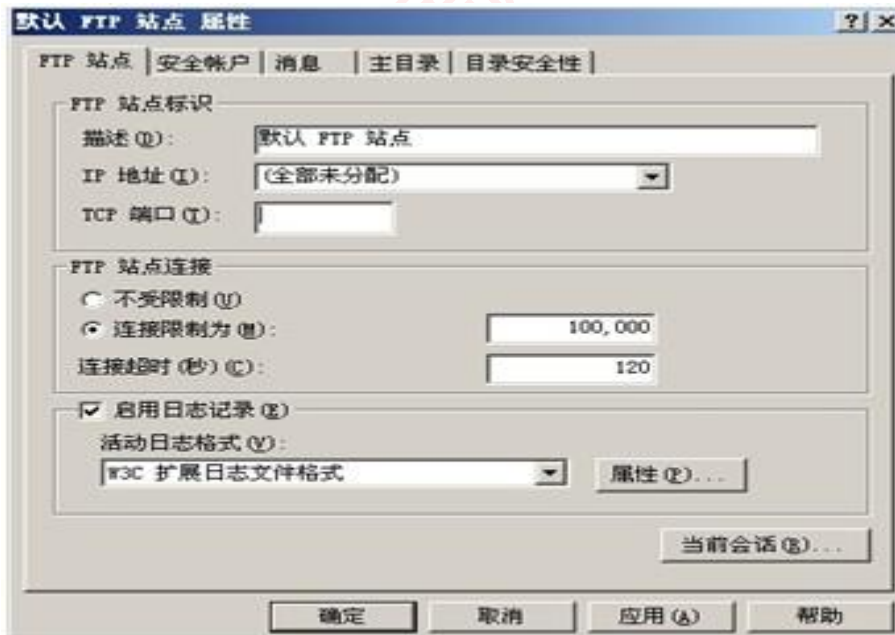 默认 FTP 站点 属性
FTP 站点 安全帐户 消息 主目录 目录安全性
FTP 站点标识
描述(D): 默认 FTP 站点
IP 地址(I): (全部未分配)
TCP 端口(T):
FTP 站点连接
不受限制(U)
连接限制为(M): 100,000
连接超时(秒)(C): 120
启用日志记录(E)
活动日志格式(V):
W3C 扩展日志文件格式 属性(P)...
当前会话(R)...
确定 取消 应用(A) 帮助